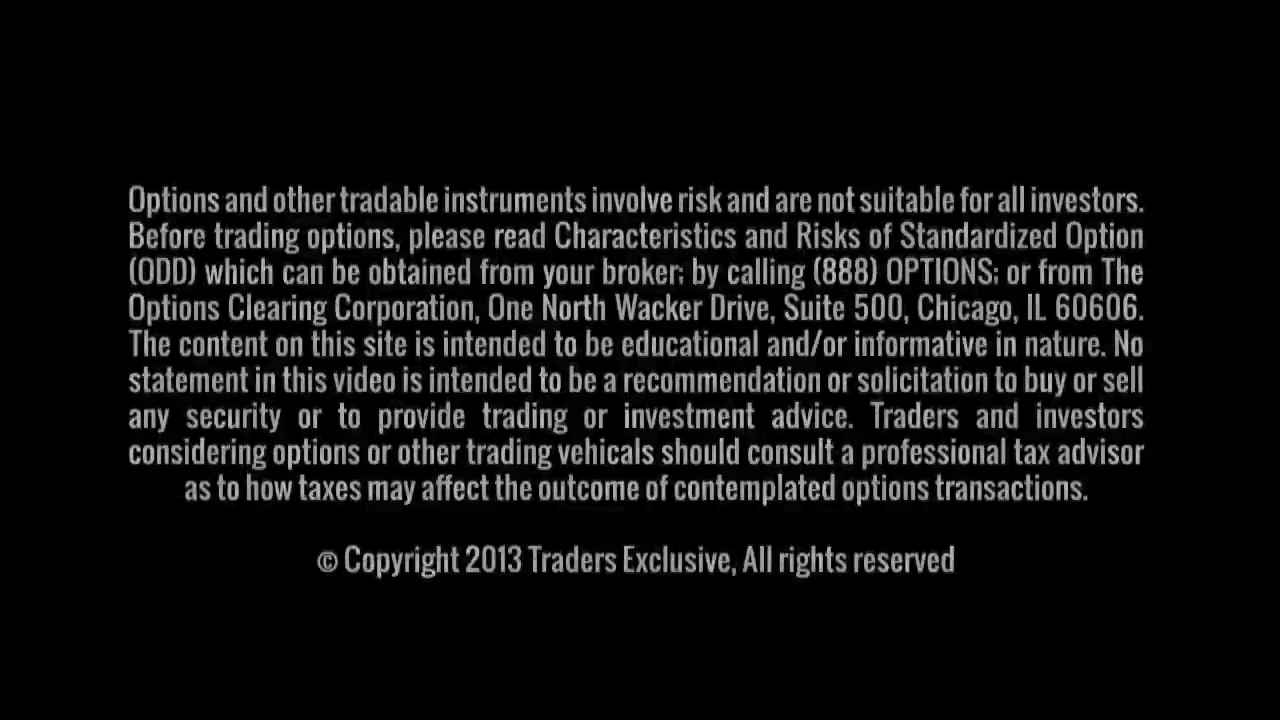 Options and other tradable instruments involve risk and are not suitable for all investors.
Before trading options, please read Characteristics and Risks of Standardized Option
(ODD) which can be obtained from your broker; by calling (888) OPTIONS; or from The
Options Clearing Corporation, One North Wacker Drive, Suite 500, Chicago, IL 60606.
The content on this site is intended to be educational and/or informative in nature. No
statement in this video is intended to be a recommendation or solicitation to buy or sell
any security or to provide trading or investment advice. Traders and investors
considering options or other trading vehicals should consult a professional tax advisor
as to how taxes may affect the outcome of contemplated options transactions.
© Copyright 2013 Traders Exclusive, All rights reserved